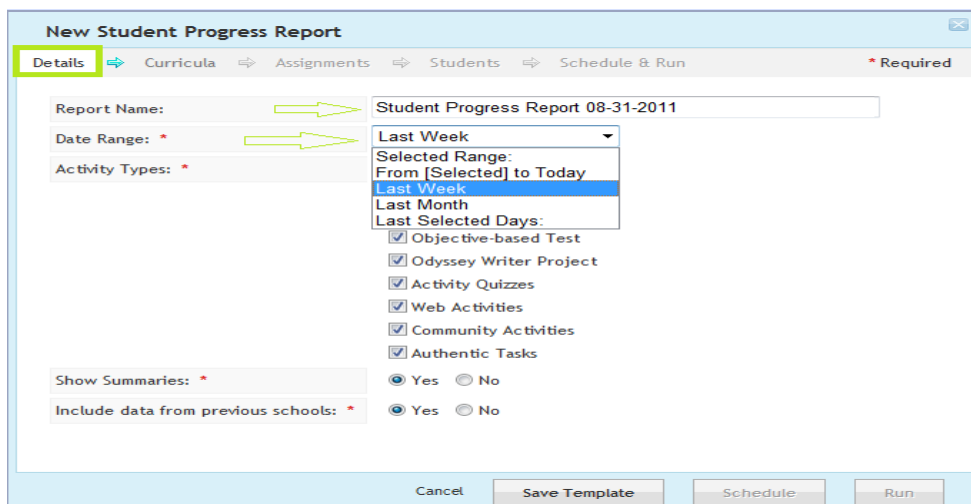 New Student Progress Report
Details Curricula Assignments Students Schedule & Run * Required
Report Name: Student Progress Report 08-31-2011
Date Range: * Last Week
Activity Types: *
Selected Range:
From [Selected] to Today
Last Week
Last Month
Last Selected Days:
Objective-based Test
Odyssey Writer Project
Activity Quizzes
Web Activities
Community Activities
Authentic Tasks
Show Summaries: * Yes No
Include data from previous schools: * Yes No
Cancel Save Template Schedule Run